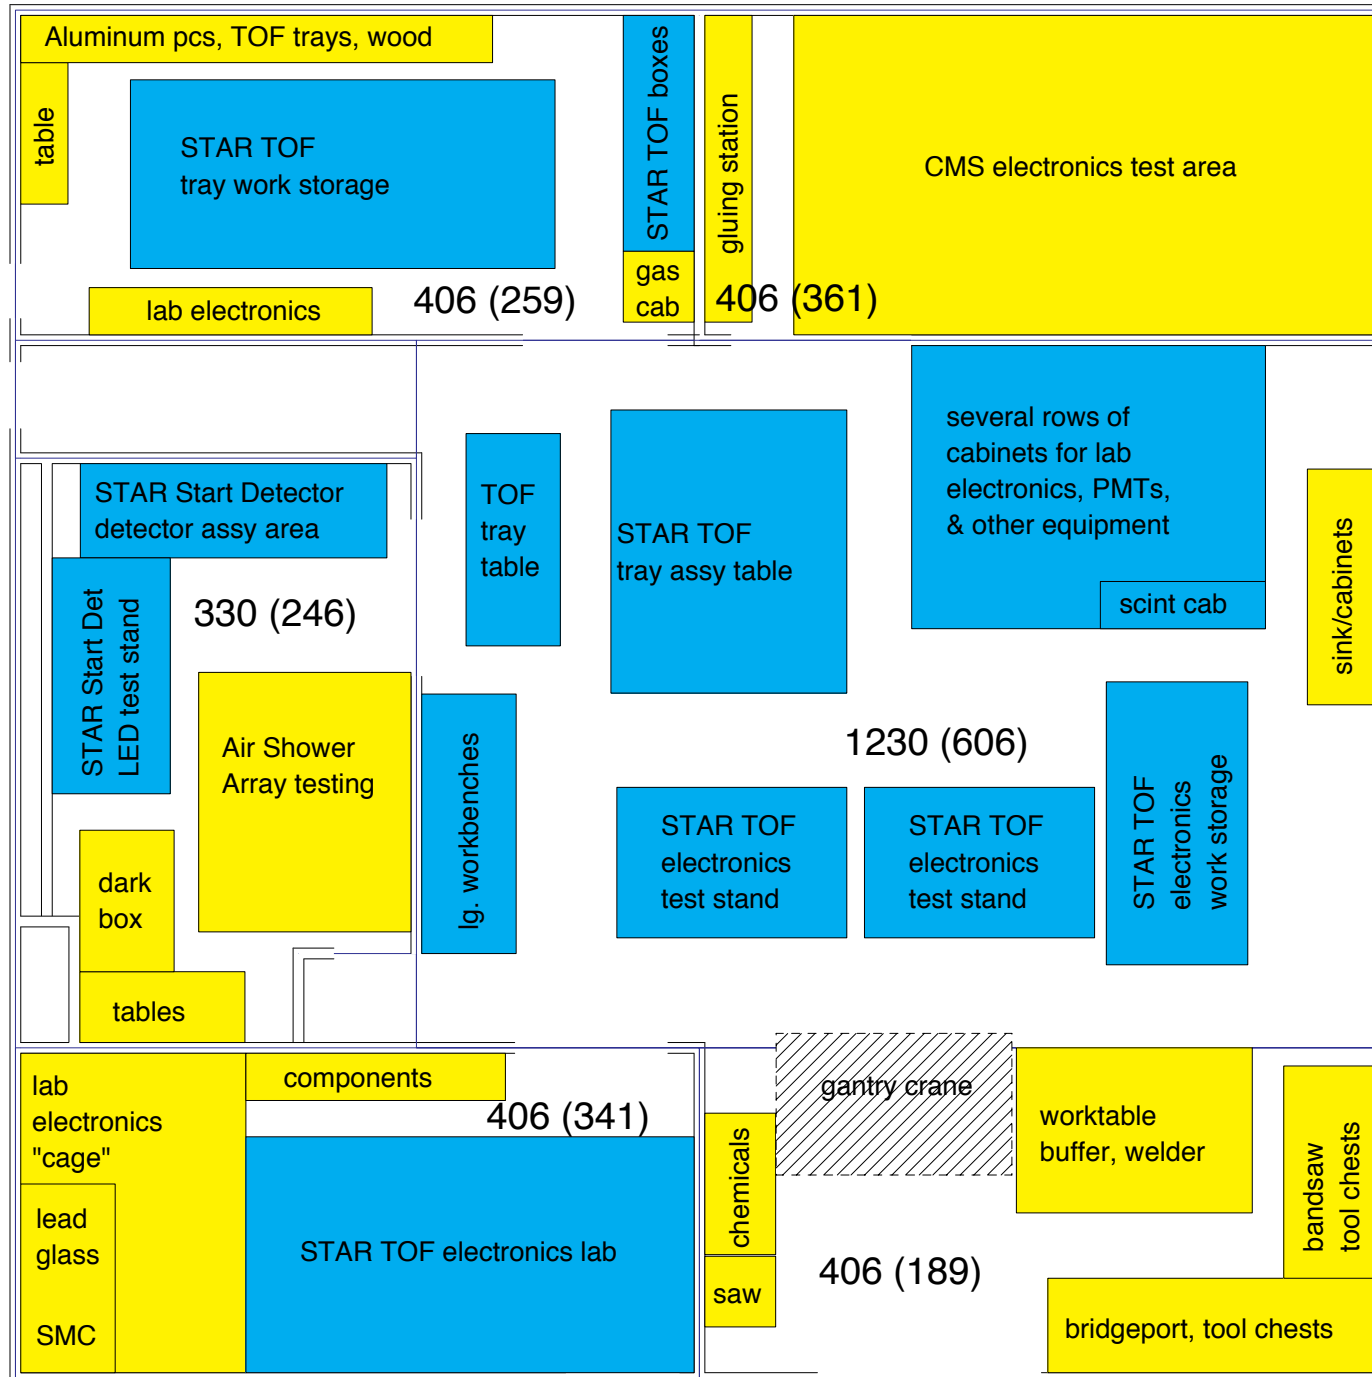 Aluminum pcs, TOF trays, wood
table
STAR TOF
tray work storage
lab electronics
406 (259)
STAR TOF boxes
gas
cab
gluing station
406 (361)
CMS electronics test area
STAR Start Detector
detector assy area
STAR Start Det
LED test stand
330 (246)
Air Shower
Array testing
dark
box
tables
TOF
tray
table
lg. workbenches
STAR TOF
tray assy table
several rows of
cabinets for lab
electronics, PMTs,
& other equipment
scint cab
sink/cabinets
1230 (606)
STAR TOF
electronics
test stand
STAR TOF
electronics
test stand
STAR TOF
electronics
work storage
lab
electronics
"cage"
lead
glass
SMC
components
406 (341)
STAR TOF electronics lab
chemicals
saw
gantry crane
406 (189)
worktable
buffer, welder
bandsaw
tool chests
bridgeport, tool chests